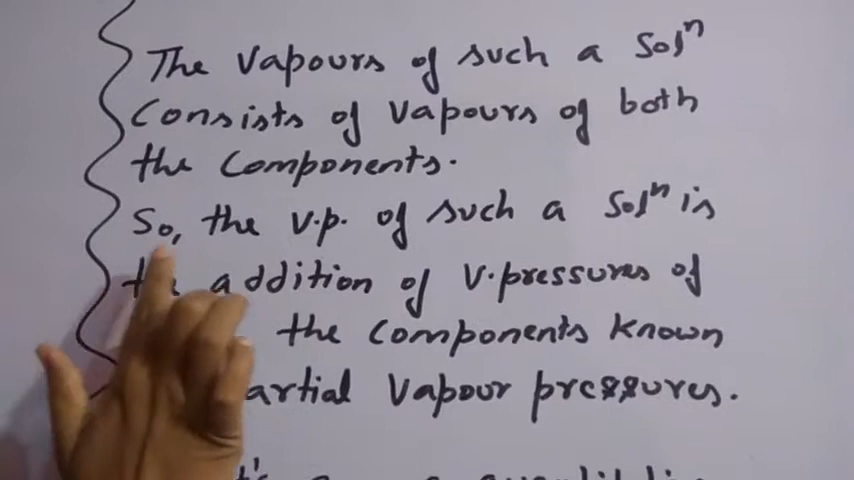 The vapours of such a Solⁿ
Consists of vapours of both
the components.
So, the v.p. of such a Solⁿ is
the addition of v.pressures of
the components known
artial vapour pressures.